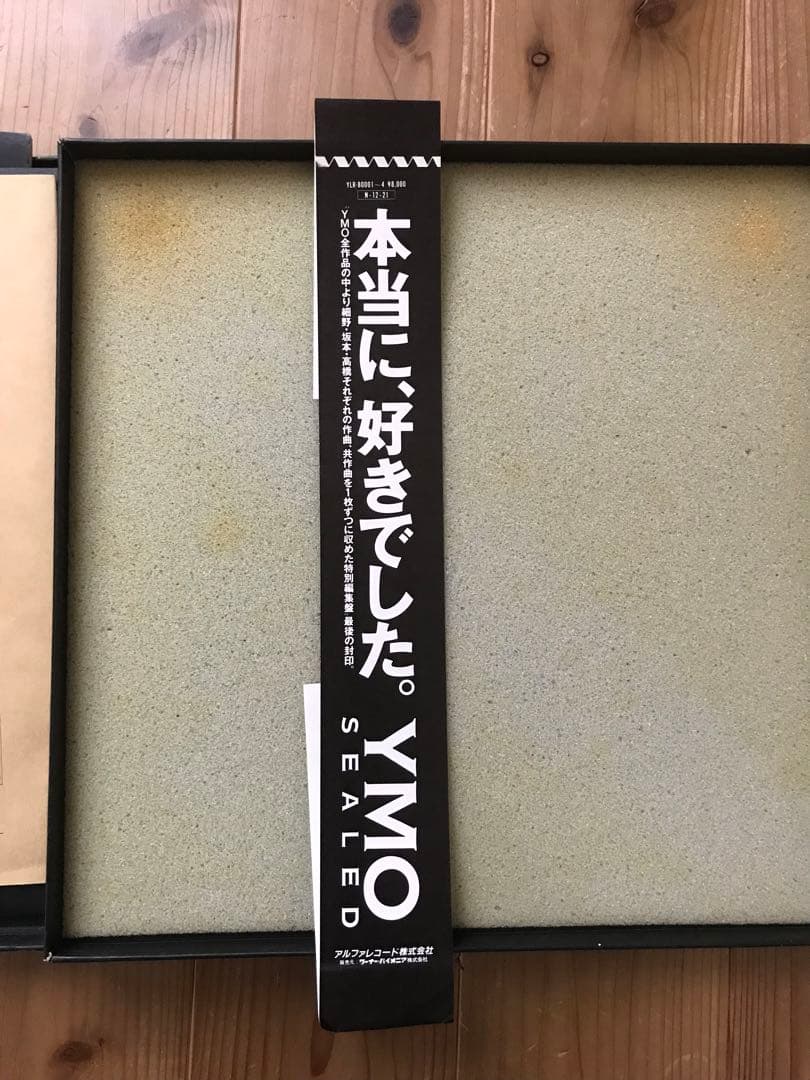 YLR-80001〜4 ¥8,000
N-12-21
本当に、好きでした。
“YMO全作品の中より細野・坂本・高橋それぞれの作曲、共作曲を1枚ずつに収めた特別編集盤”最後の封印。
YMO
SEALED
アルファレコード株式会社
販売元 ワーナー・パイオニア株式会社